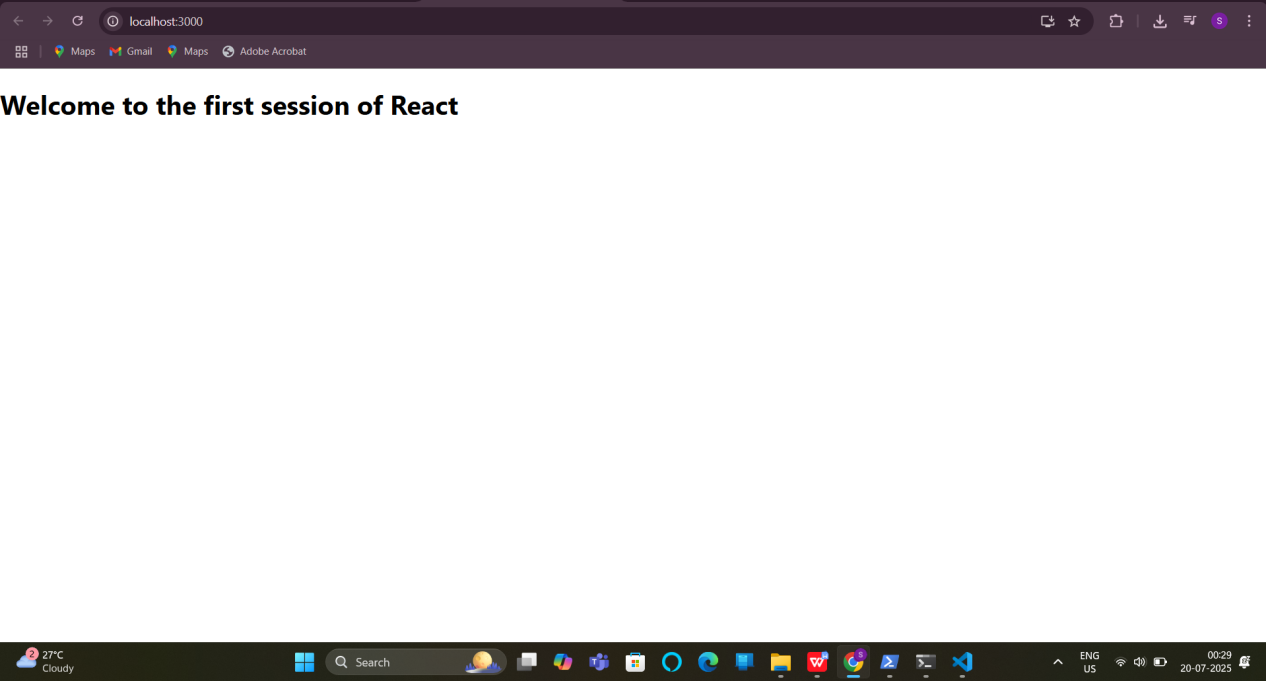 localhost:3000
S
Maps
Gmail
Maps
Adobe Acrobat
Welcome to the first session of React
2
27°C
Cloudy
Search
S
ENG
US
00:29
20-07-2025